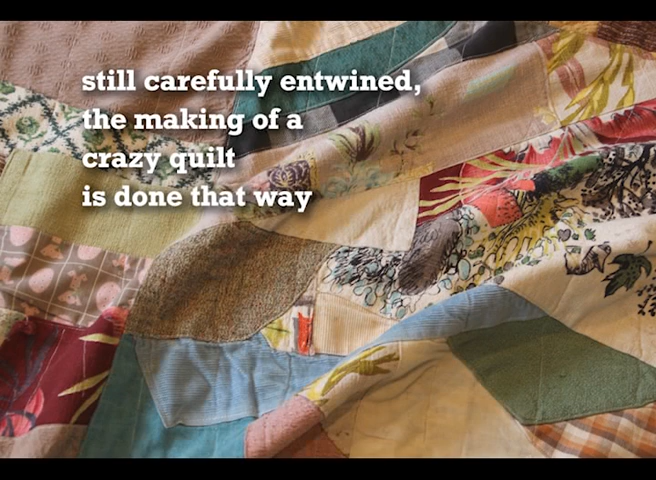 still carefully entwined,
the making of a
crazy quilt
is done that way